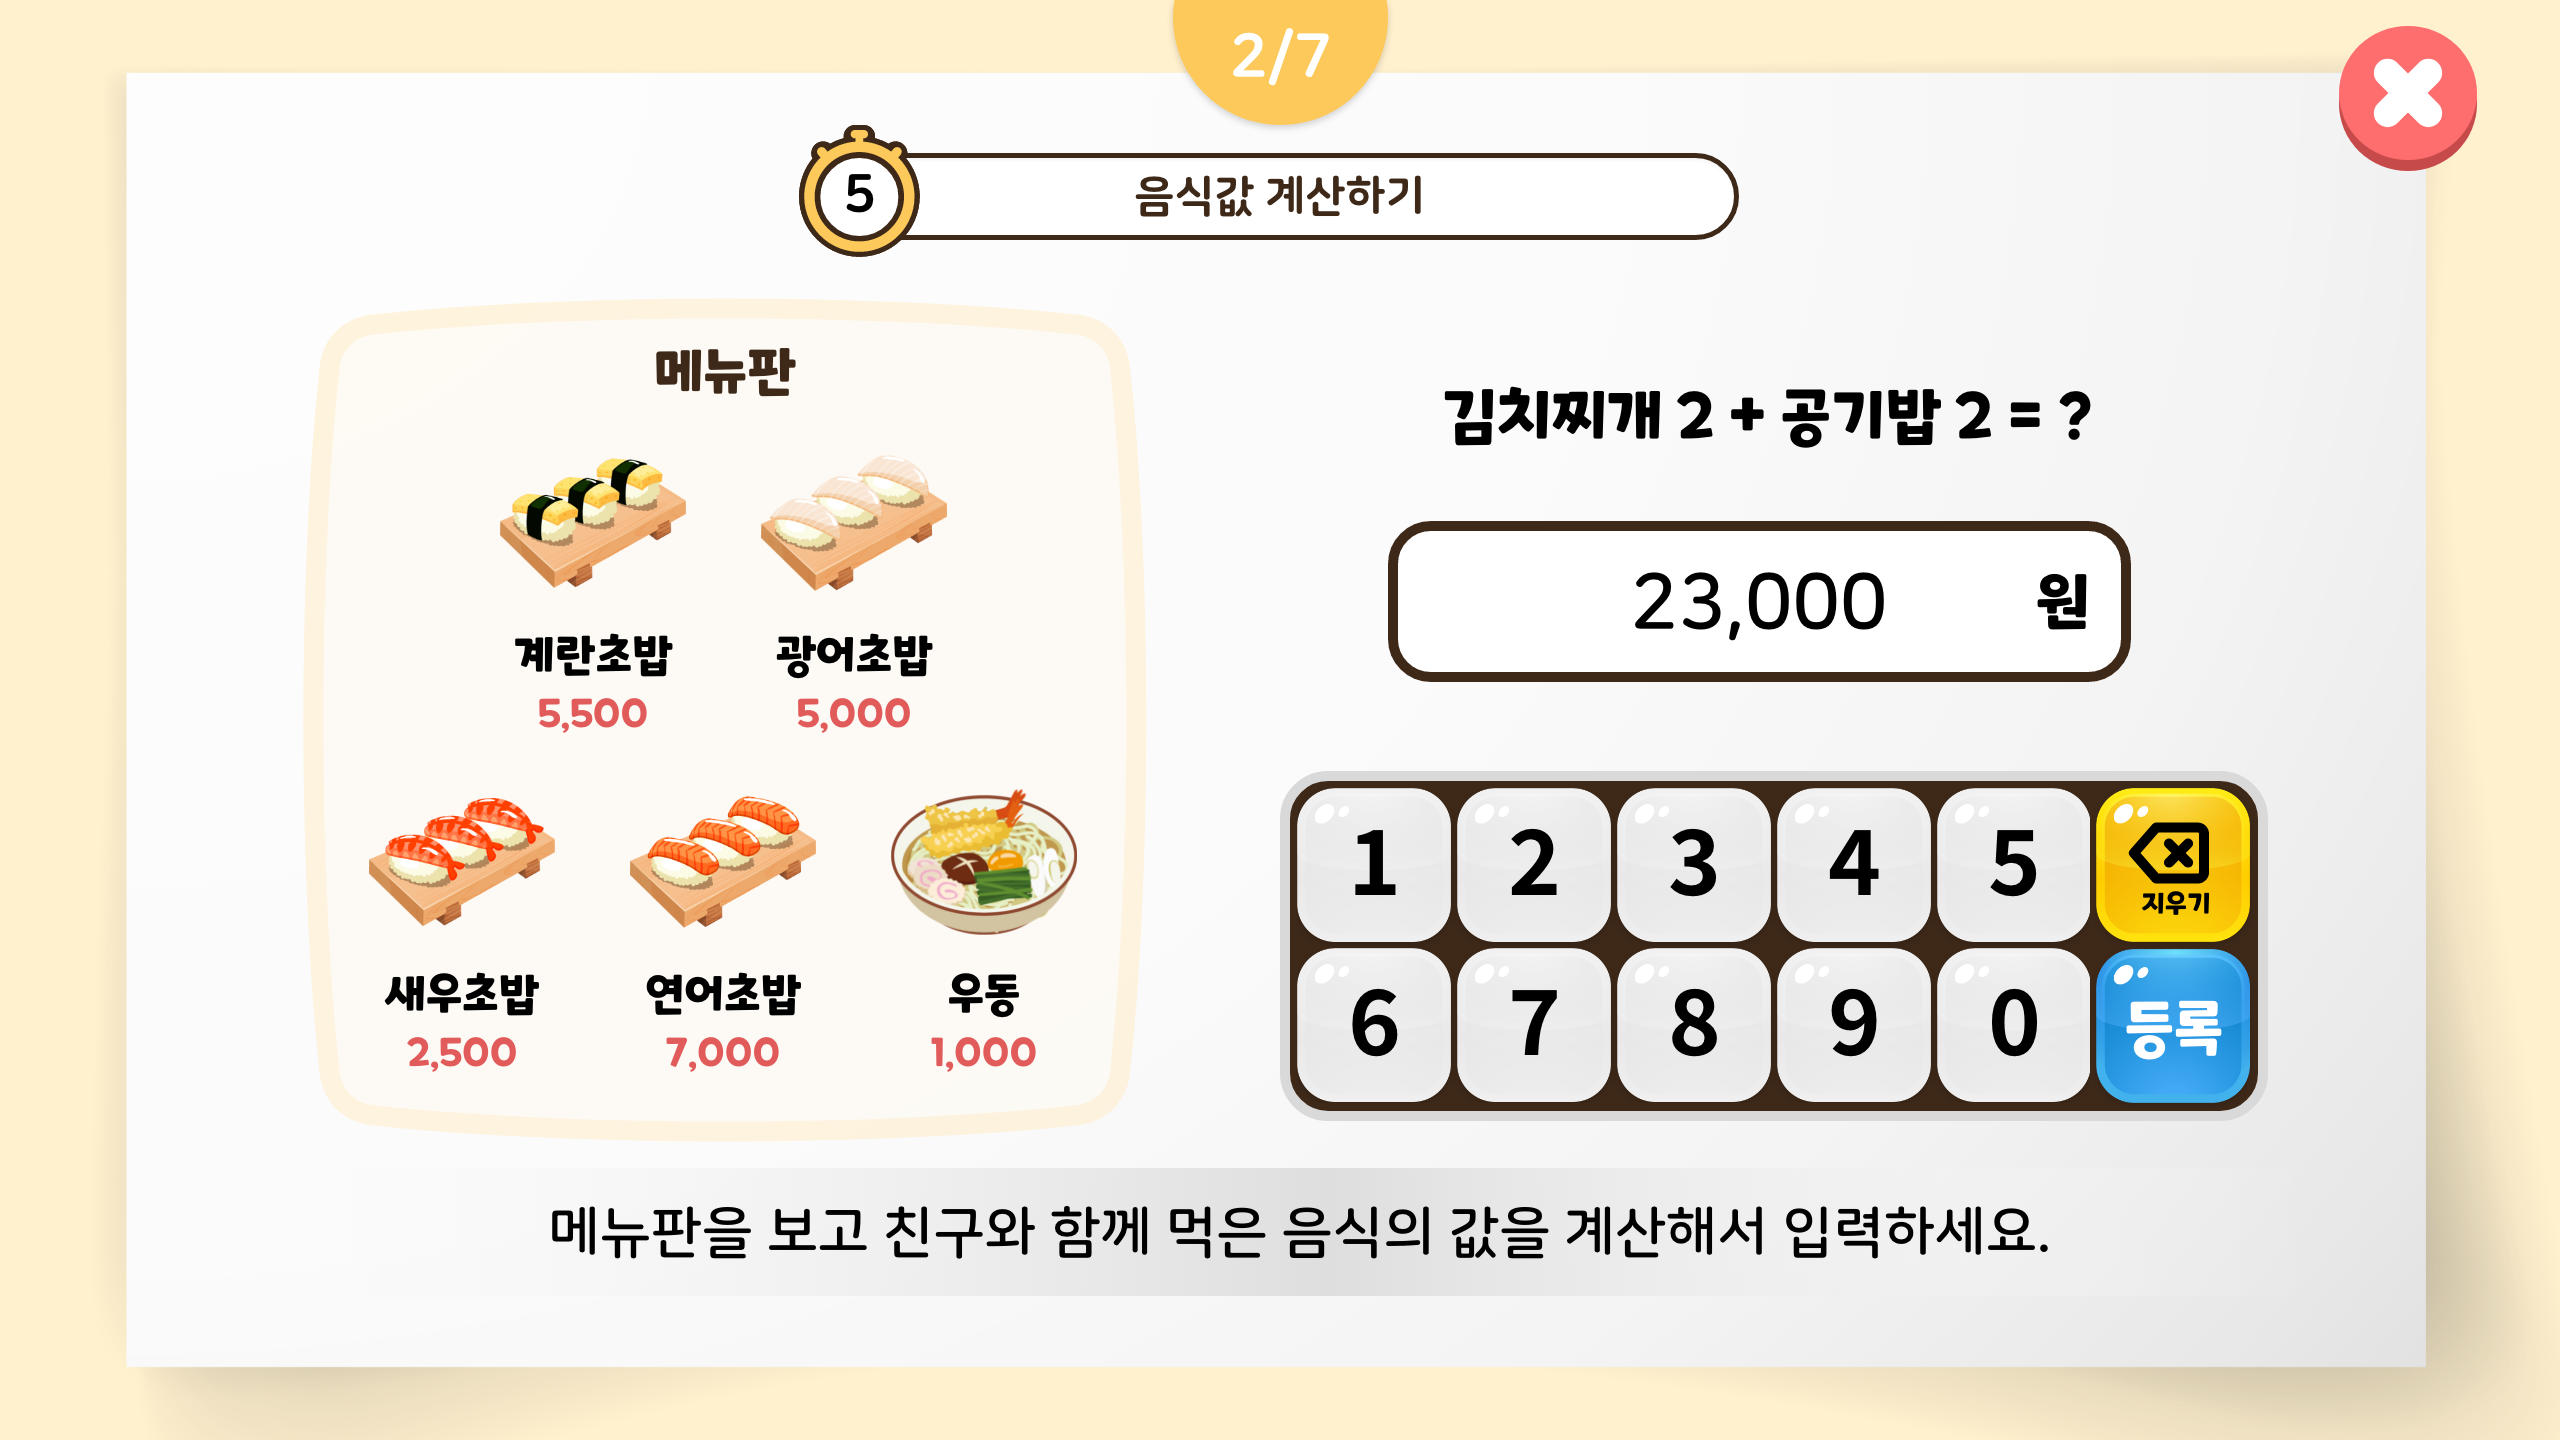 2/7
5
음식값 계산하기
메뉴판
계란초밥 광어초밥
5,500 5,000
새우초밥 연어초밥 우동
2,500 7,000 1,000
김치찌개 2 + 공기밥 2 = ?
23,000 원
1 2 3 4 5 지우기
6 7 8 9 0 등록
메뉴판을 보고 친구와 함께 먹은 음식의 값을 계산해서 입력하세요.